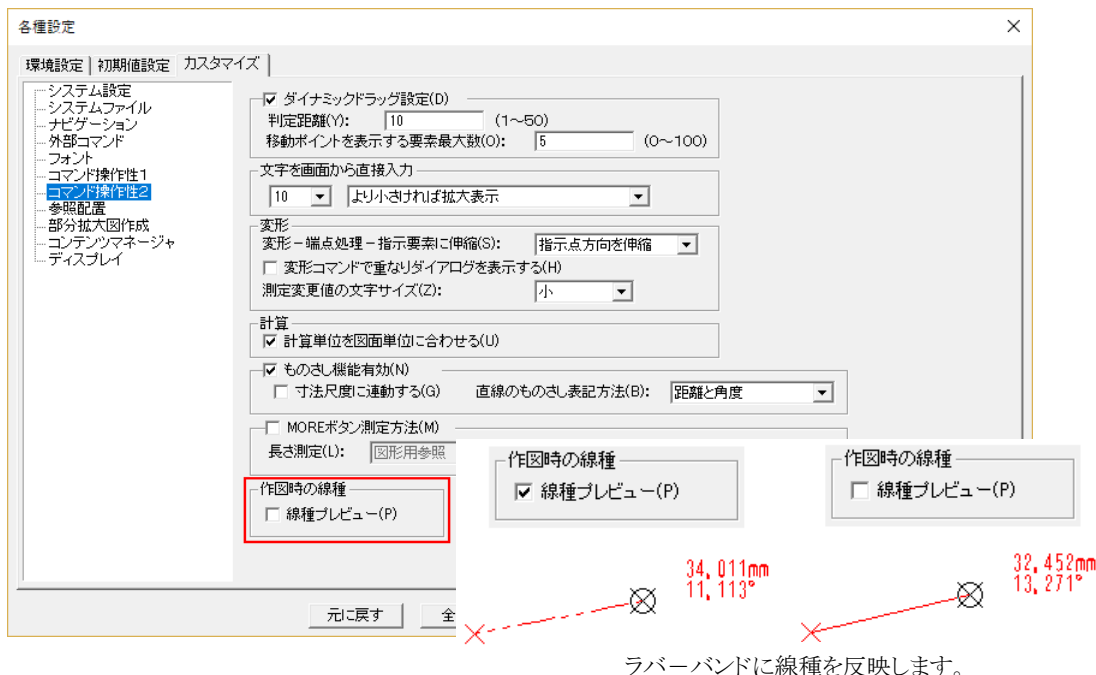 各種設定
環境設定 初期値設定 カスタマイズ
システム設定
システムファイル
ナビゲーション
外部コマンド
フォント
コマンド操作性1
コマンド操作性2
参照配置
部分拡大図作成
コンテンツマネージャ
ディスプレイ
ダイナミックドラッグ設定(D)
判定距離(Y): 10 (1~50)
移動ポイントを表示する要素最大数(O): 5 (0~100)
文字を画面から直接入力
10 より小さければ拡大表示
変形
変形-端点処理-指示要素に伸縮(S): 指示点方向を伸縮
変形コマンドで重なりダイアログを表示する(H)
測定変更値の文字サイズ(Z): 小
計算
計算単位を図面単位に合わせる(U)
ものさし機能有効(N)
寸法尺度に連動する(G) 直線のものさし表記方法(B): 距離と角度
MOREボタン測定方法(M)
長さ測定(L): 図形用参照
作図時の線種
線種プレビュー(P)
元に戻す 全
作図時の線種
線種プレビュー(P)
34.011mm
11.113°
作図時の線種
線種プレビュー(P)
32.452mm
13.271°
ラバーバンドに線種を反映します。